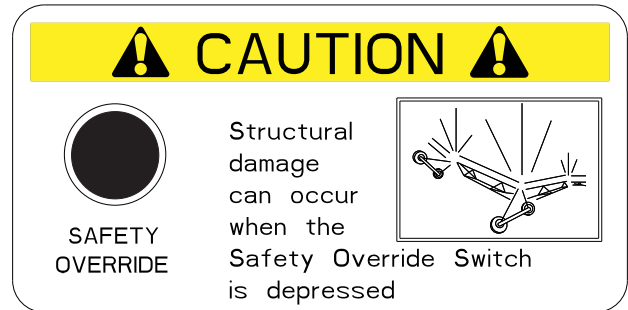 CAUTION
SAFETY
OVERRIDE
Structural
damage
can occur
when the
Safety Override Switch
is depressed